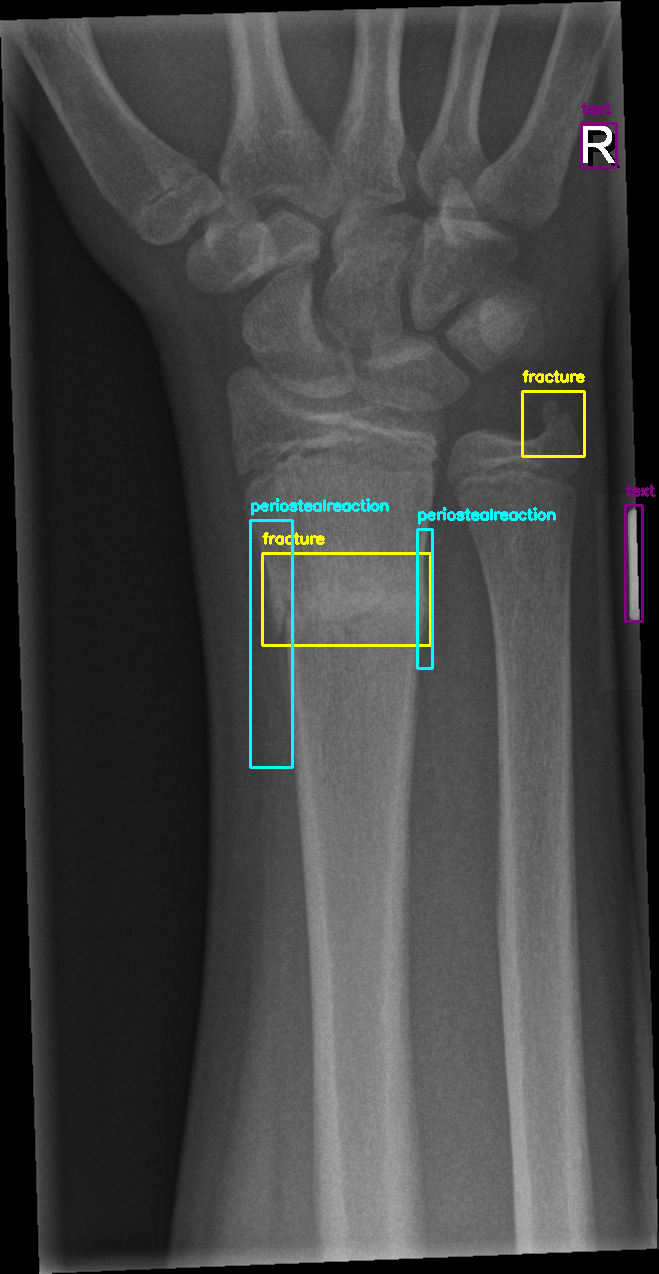 text
R
fracture
text
periostealreaction
periostealreaction
fracture